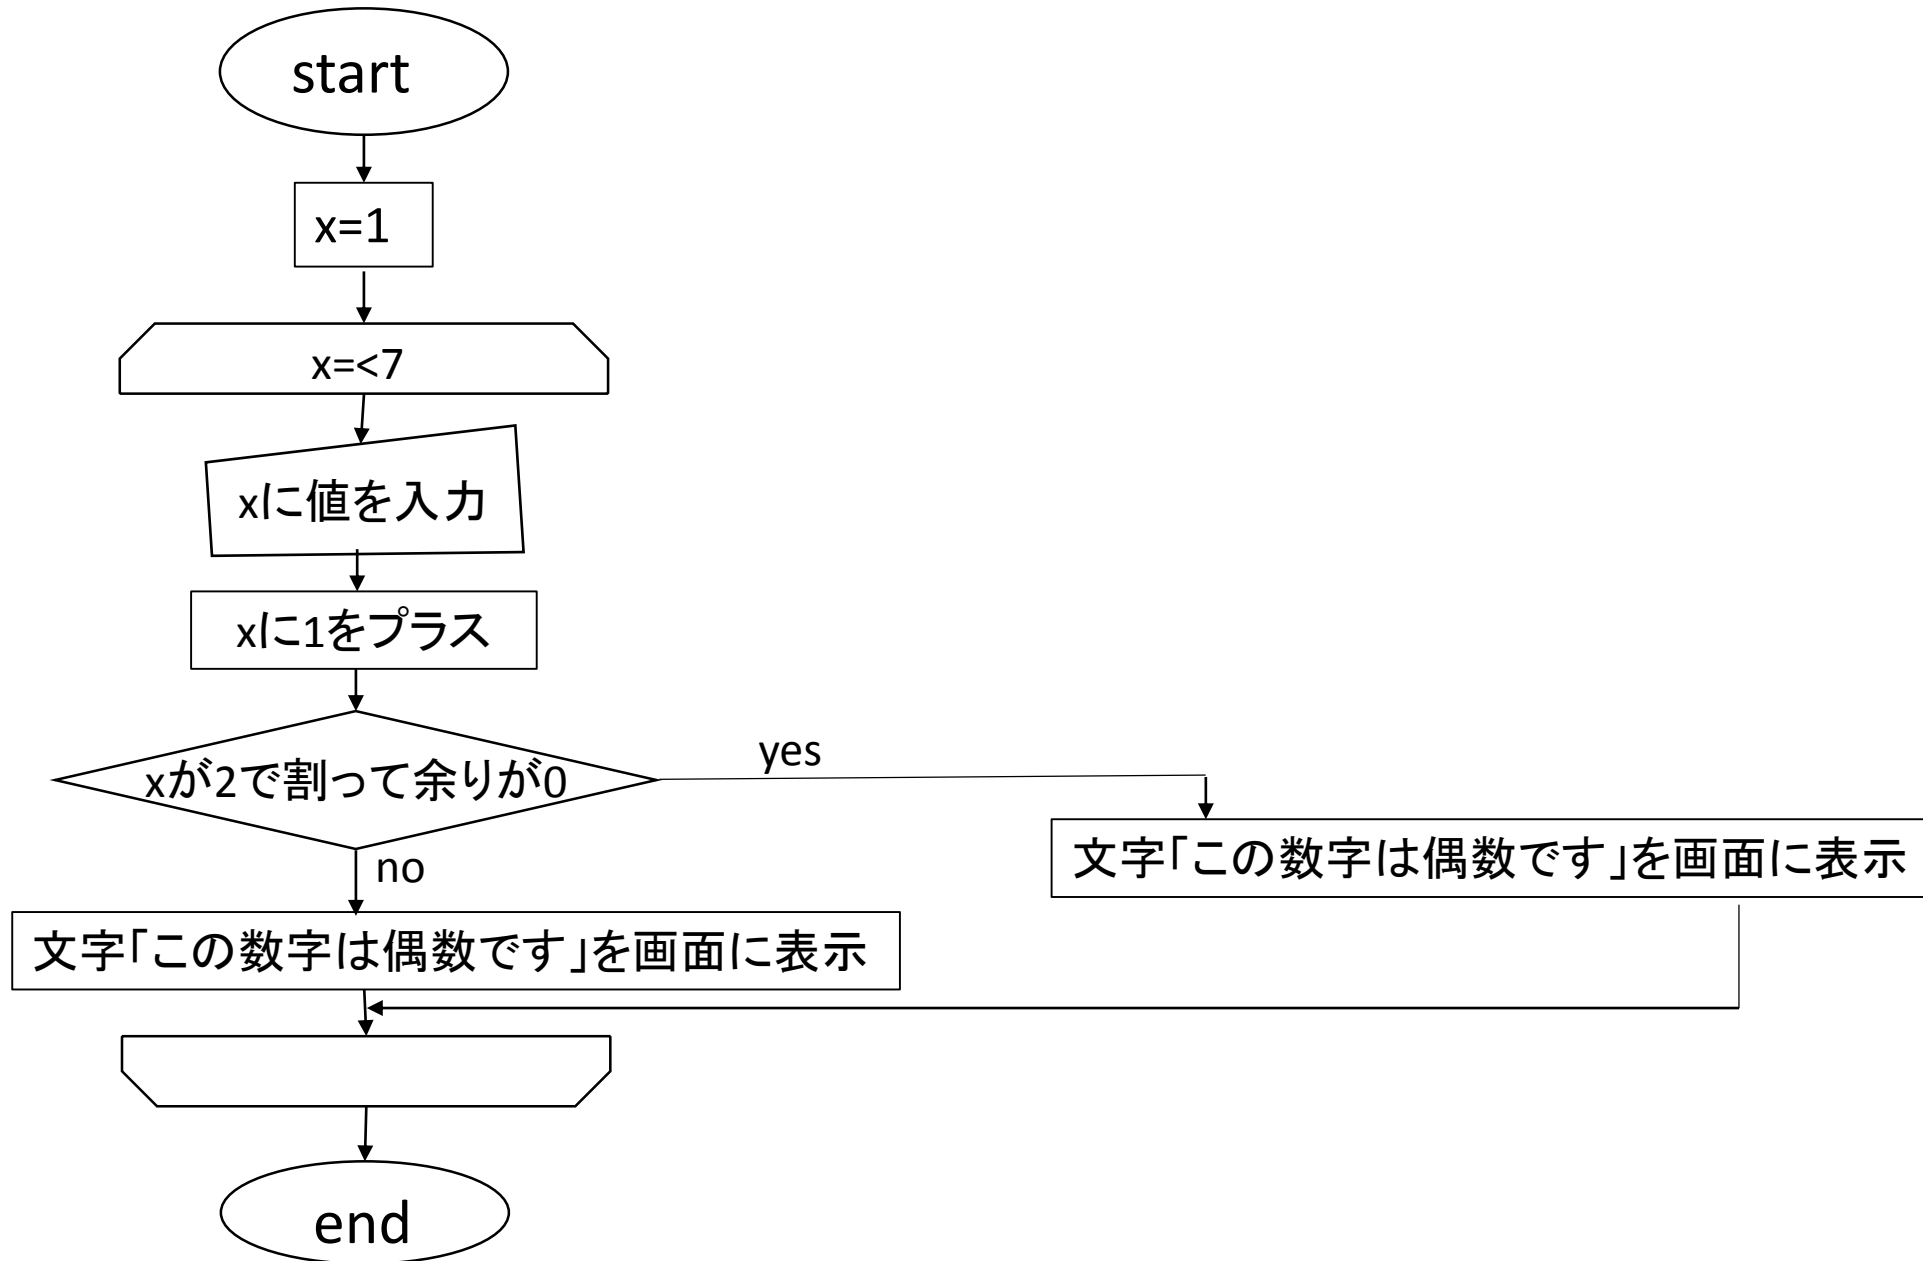 start
x=1
x=<7
xに値を入力
xに1をプラス
xが2で割って余りが0
yes
文字「この数字は偶数です」を画面に表示
no
文字「この数字は偶数です」を画面に表示
end